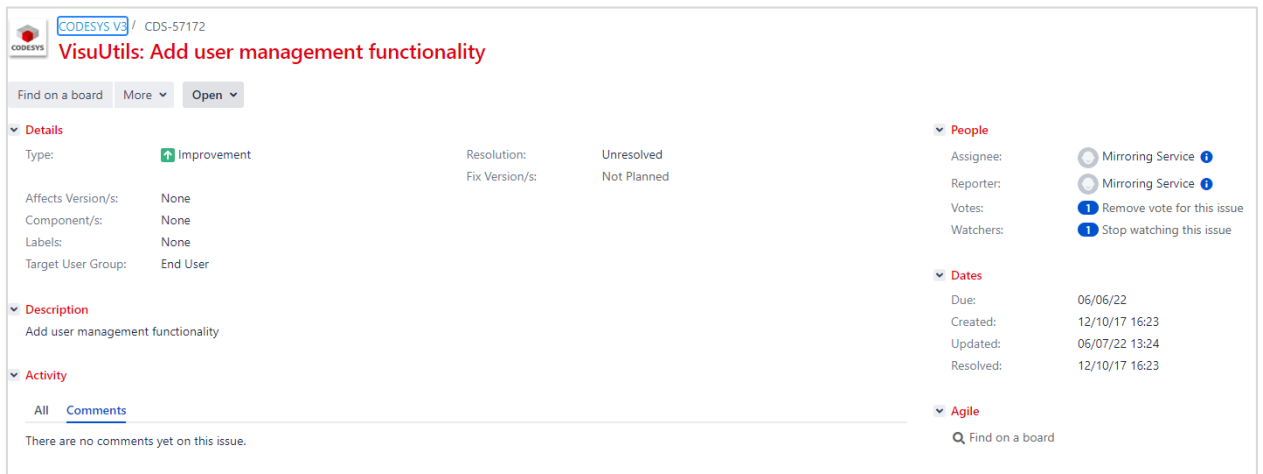 CODESYS V3 / CDS-57172
CODESYS
VisuUtils: Add user management functionality
Find on a board More Open
Details
Type: Improvement
Resolution: Unresolved
Fix Version/s: Not Planned
Affects Version/s: None
Component/s: None
Labels: None
Target User Group: End User
Description
Add user management functionality
Activity
All Comments
There are no comments yet on this issue.
People
Assignee: Mirroring Service
Reporter: Mirroring Service
Votes: 1 Remove vote for this issue
Watchers: 1 Stop watching this issue
Dates
Due: 06/06/22
Created: 12/10/17 16:23
Updated: 06/07/22 13:24
Resolved: 12/10/17 16:23
Agile
Find on a board